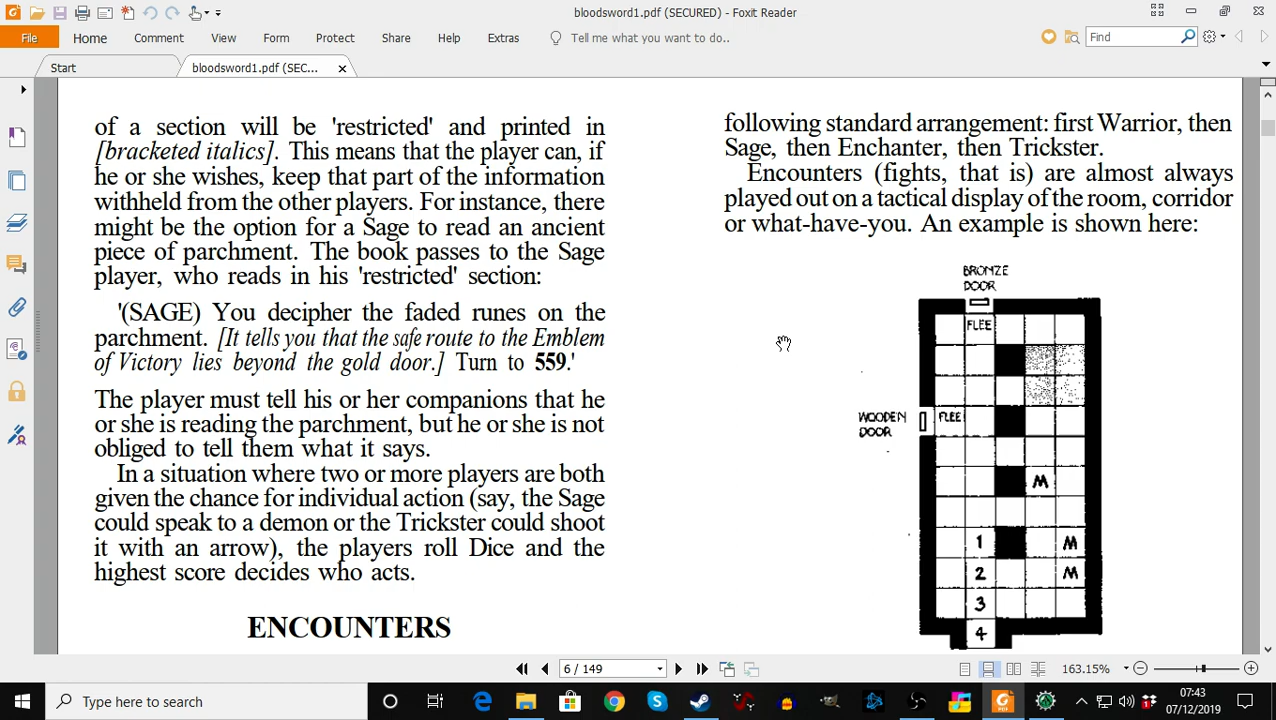 bloodsword1.pdf (SECURED) - Foxit Reader
File
Home
Comment
View
Form
Protect
Share
Help
Extras
Tell me what you want to do..
Find
Start
bloodsword1.pdf (SEC...
of a section will be 'restricted' and printed in
[bracketed italics]. This means that the player can, if
he or she wishes, keep that part of the information
withheld from the other players. For instance, there
might be the option for a Sage to read an ancient
piece of parchment. The book passes to the Sage
player, who reads in his 'restricted' section:
'(SAGE) You decipher the faded runes on the
parchment. [It tells you that the safe route to the Emblem
of Victory lies beyond the gold door.] Turn to 559.'
The player must tell his or her companions that he
or she is reading the parchment, but he or she is not
obliged to tell them what it says.
In a situation where two or more players are both
given the chance for individual action (say, the Sage
could speak to a demon or the Trickster could shoot
it with an arrow), the players roll Dice and the
highest score decides who acts.
ENCOUNTERS
following standard arrangement: first Warrior, then
Sage, then Enchanter, then Trickster.
Encounters (fights, that is) are almost always
played out on a tactical display of the room, corridor
or what-have-you. An example is shown here:
BRONZE
DOOR
FLEE
WOODEN
DOOR
FLEE
M
1
M
2
M
3
4
6 / 149
163.15%
Type here to search
07:43
07/12/2019